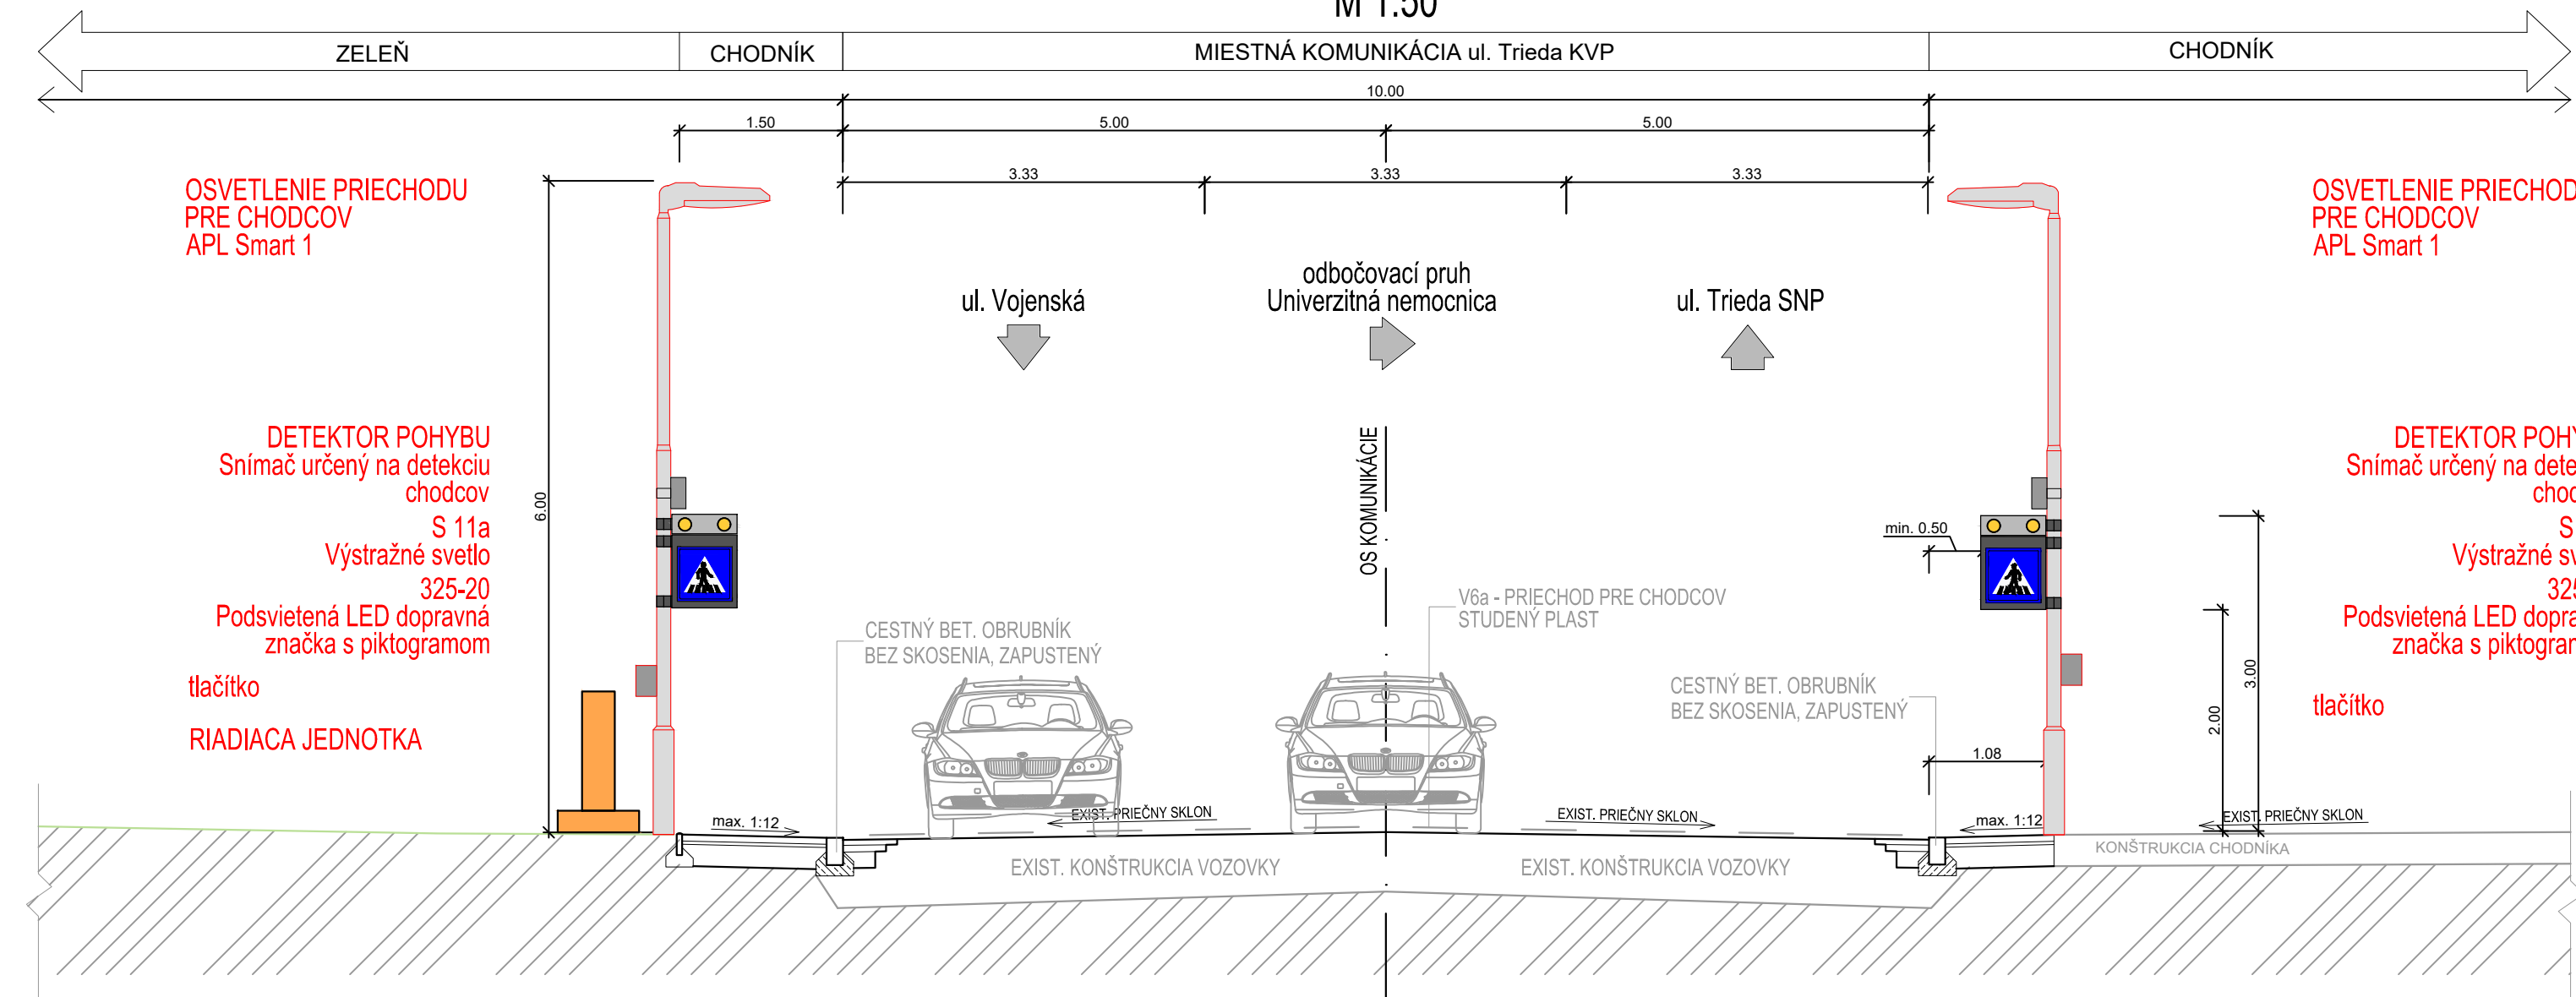 M 1:50
ZELEŇ
CHODNÍK
MIESTNÁ KOMUNIKÁCIA ul. Trieda KVP
CHODNÍK
10.00
1.50
5.00
5.00
3.33
3.33
3.33
OSVETLENIE PRIECHODU
PRE CHODCOV
APL Smart 1
OSVETLENIE PRIECHOD
PRE CHODCOV
APL Smart 1
ul. Vojenská
odbočovací pruh
Univerzitná nemocnica
ul. Trieda SNP
DETEKTOR POHYBU
Snímač určený na detekciu
chodcov
S 11a
Výstražné svetlo
325-20
Podsvietená LED dopravná
značka s piktogramom
tlačítko
RIADIACA JEDNOTKA
6.00
OS KOMUNIKÁCIE
CESTNÝ BET. OBRUBNÍK
BEZ SKOSENIA, ZAPUSTENÝ
V6a - PRIECHOD PRE CHODCOV
STUDENÝ PLAST
CESTNÝ BET. OBRUBNÍK
BEZ SKOSENIA, ZAPUSTENÝ
min. 0.50
1.08
2.00
3.00
DETEKTOR POHY
Snímač určený na dete
chod
S
Výstražné sv
325
Podsvietená LED dopra
značka s piktogra
tlačítko
max. 1:12
EXIST. PRIEČNY SKLON
EXIST. PRIEČNY SKLON
max. 1:12
EXIST. PRIEČNY SKLON
EXIST. KONŠTRUKCIA VOZOVKY
EXIST. KONŠTRUKCIA VOZOVKY
KONŠTRUKCIA CHODNÍKA